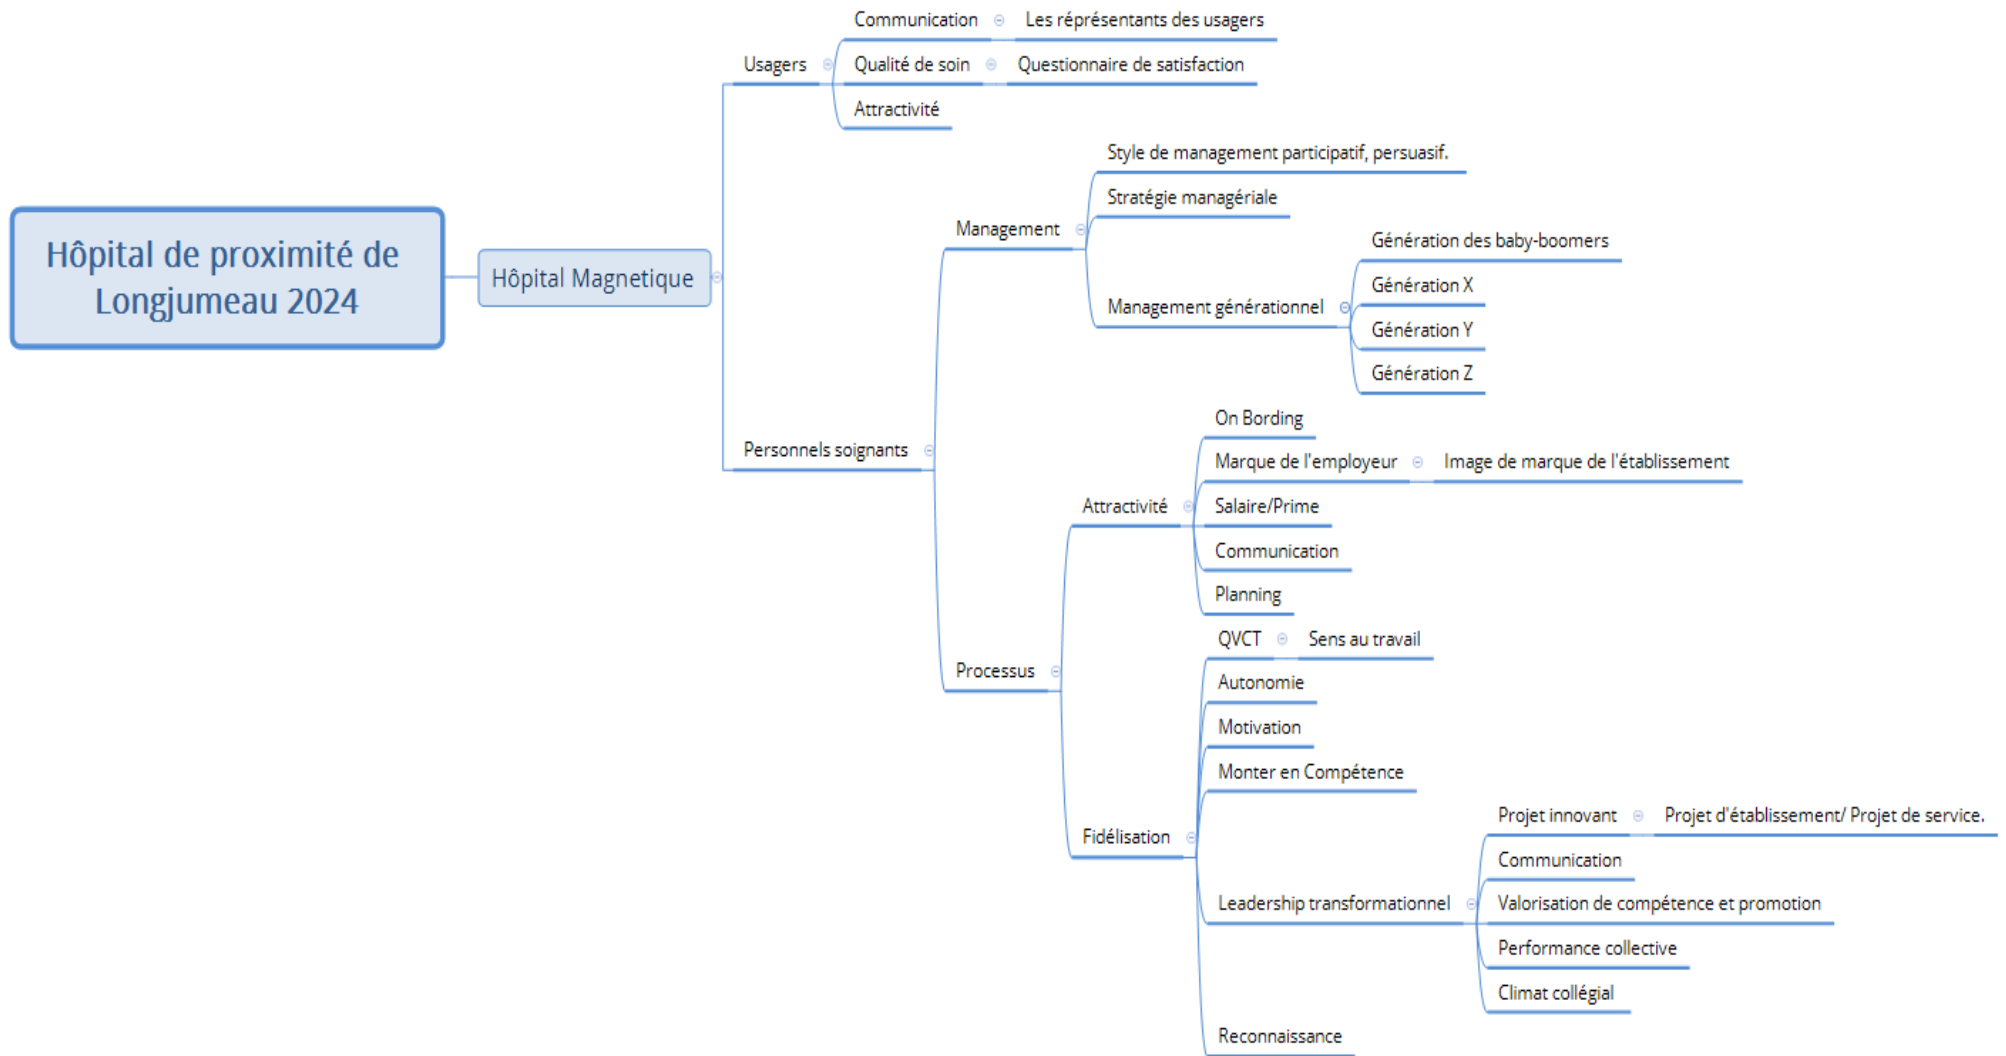 Hôpital de proximité de
Longjumeau 2024
Hôpital Magnetique
Usagers
Communication
Les réprésentants des usagers
Qualité de soin
Questionnaire de satisfaction
Attractivité
Personnels soignants
Management
Style de management participatif, persuasif.
Stratégie managériale
Management générationnel
Génération des baby-boomers
Génération X
Génération Y
Génération Z
Processus
Attractivité
On Bording
Marque de l'employeur
Image de marque de l'établissement
Salaire/Prime
Communication
Planning
Fidélisation
QVCT
Sens au travail
Autonomie
Motivation
Monter en Compétence
Leadership transformationnel
Projet innovant
Projet d'établissement/ Projet de service.
Communication
Valorisation de compétence et promotion
Performance collective
Climat collégial
Reconnaissance